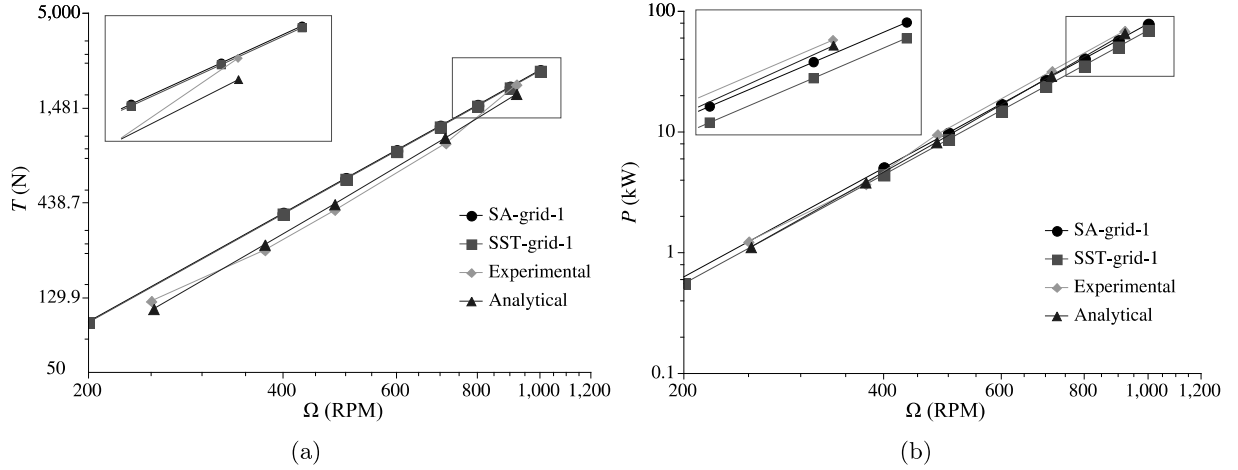 5,000
1,481
438.7
129.9
50
T (N)
200
400
600
800
1,000
1,200
Ω (RPM)
SA-grid-1
SST-grid-1
Experimental
Analytical
(a)
100
10
1
0.1
P (kW)
200
400
600
800
1,000
1,200
Ω (RPM)
SA-grid-1
SST-grid-1
Experimental
Analytical
(b)